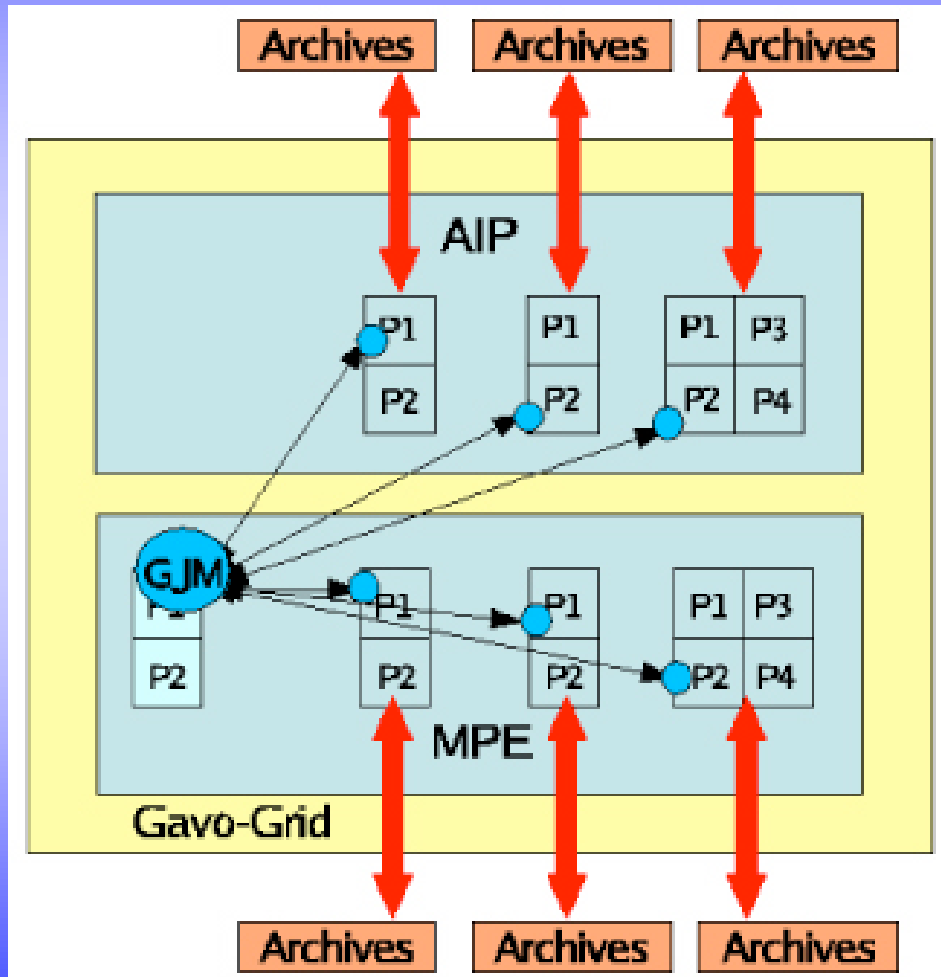 Archives Archives Archives
AIP
P1 P1 P1 P3
P2 P2 P2 P4
GJM
P1 P1 P1 P3
P2 P2 P2 P2 P4
MPE
Gavo-Grid
Archives Archives Archives